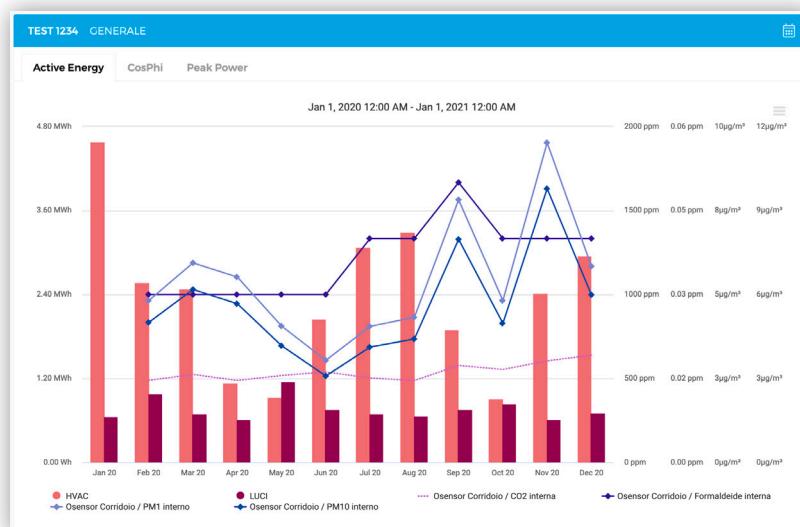 TEST 1234 GENERALE
Active Energy CosPhi Peak Power
Jan 1, 2020 12:00 AM - Jan 1, 2021 12:00 AM
4.80 MWh 2000 ppm 0.06 ppm 10µg/m³ 12µg/m³
3.60 MWh 1500 ppm 0.05 ppm 8µg/m³ 9µg/m³
2.40 MWh 1000 ppm 0.03 ppm 5µg/m³ 6µg/m³
1.20 MWh 500 ppm 0.02 ppm 3µg/m³ 3µg/m³
0.00 Wh 0 ppm 0.00 ppm 0µg/m³ 0µg/m³
Jan 20 Feb 20 Mar 20 Apr 20 May 20 Jun 20 Jul 20 Aug 20 Sep 20 Oct 20 Nov 20 Dec 20
HVAC LUCI Osensor Corridoio / CO2 interna Osensor Corridoio / Formaldeide interna
Osensor Corridoio / PM1 interno Osensor Corridoio / PM10 interno